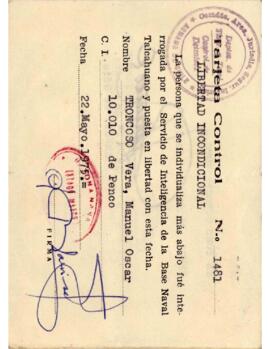 Tarjeta Control N.º 1481
LIBERTAD INCONDICIONAL
La persona que se individualiza más abajo fué inte-
rrogada por el Servicio de Inteligencia de la Base Naval
Talcahuano y puesta en libertad con esta fecha.
Nombre TRONCOSO Vera, Manuel Oscar
C. I. 10.010 de Penco
Fecha 22.Mayo.1975.=
FIRMA